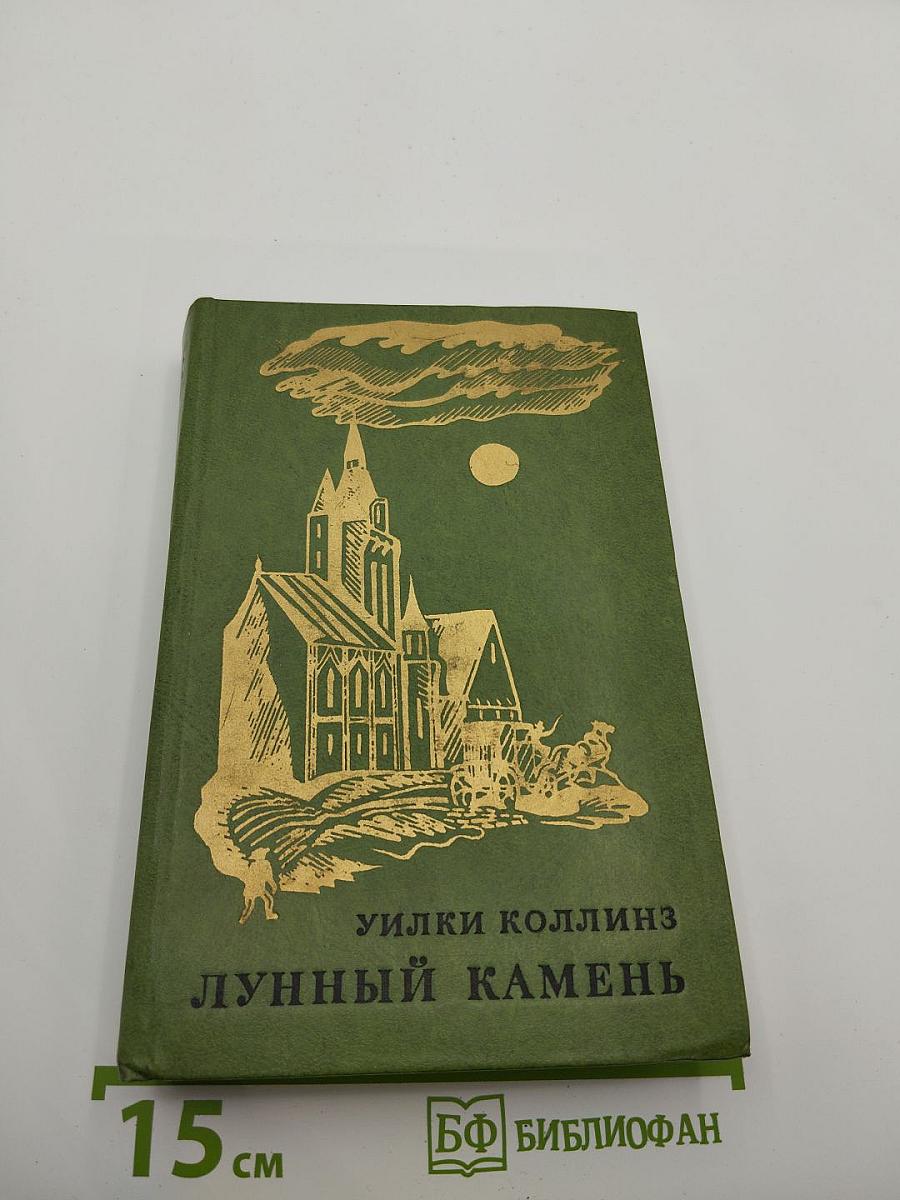 УИЛКИ КОЛЛИНЗ
ЛУННЫЙ КАМЕНЬ
15 см
БФ БИБЛИОФАН